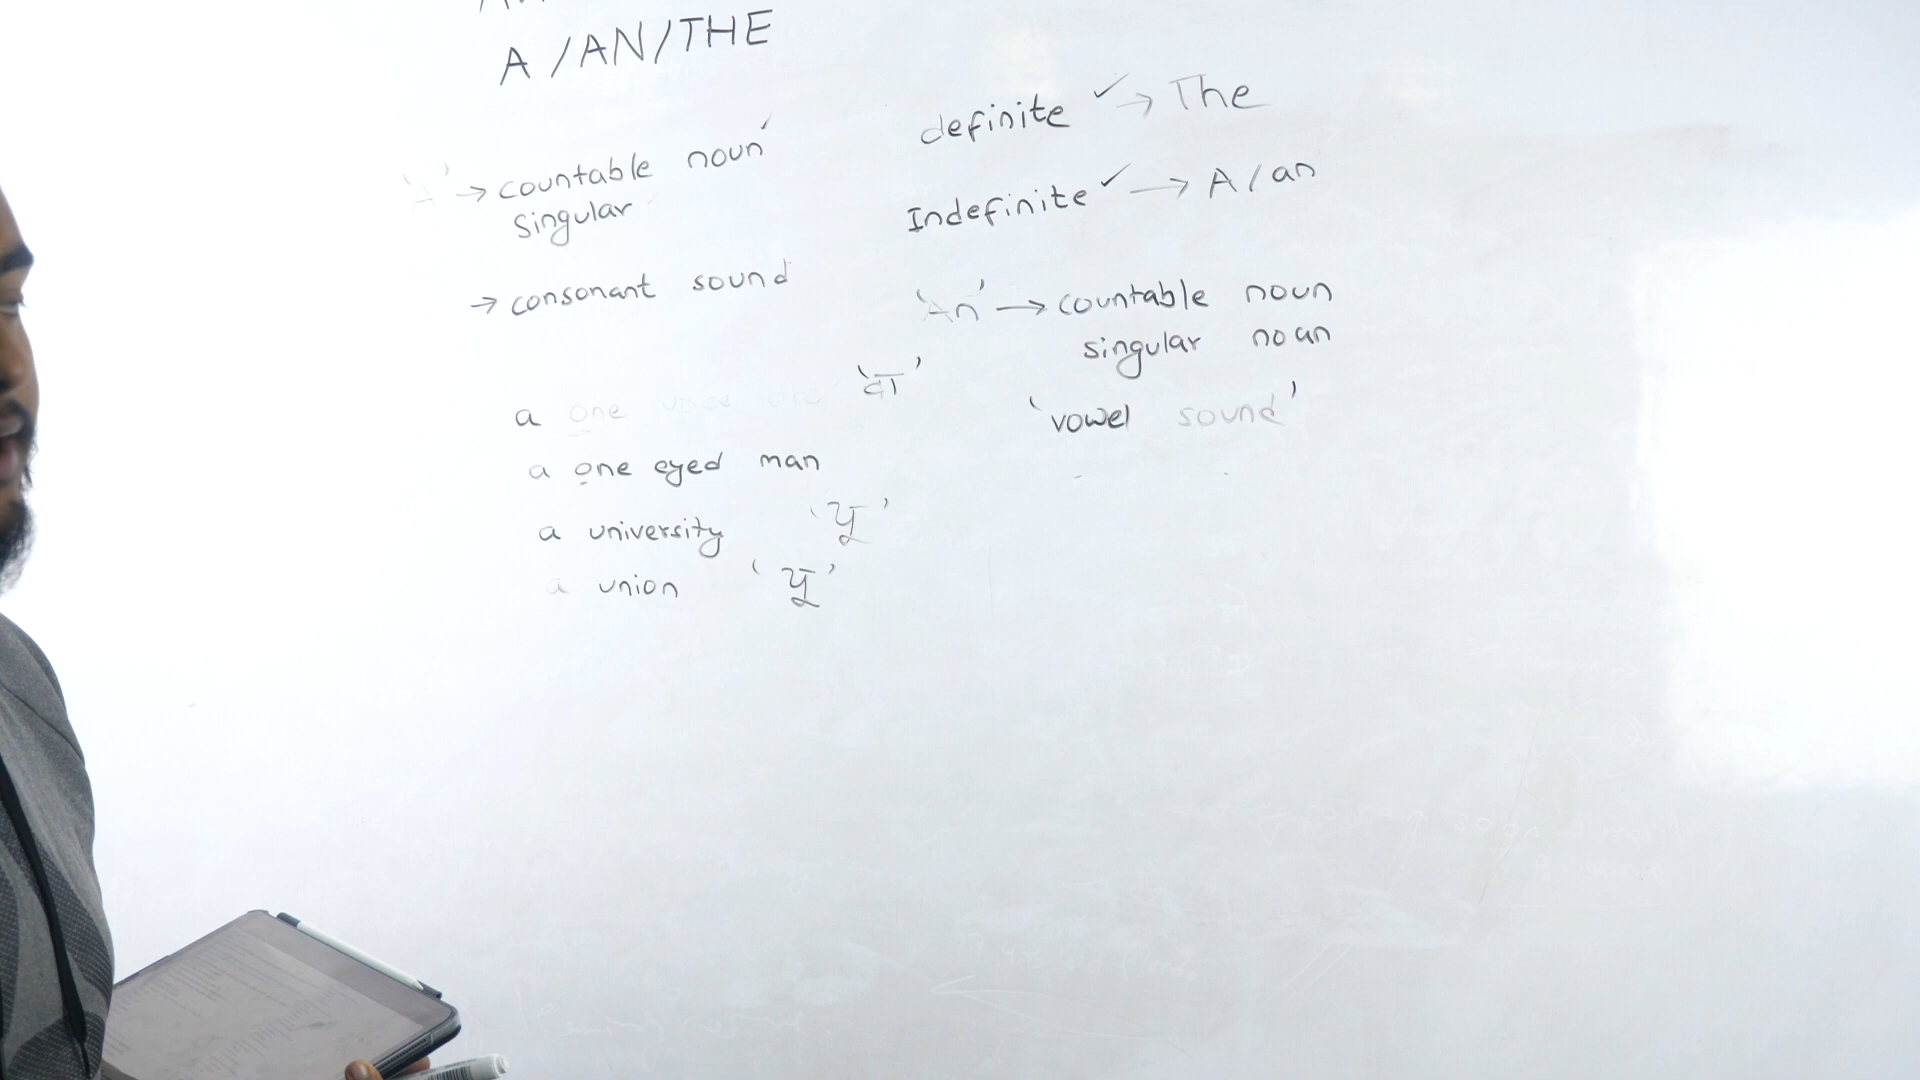 A /AN/THE
'A' → countable noun
singular
→ consonant sound
a one 'वा'
a one eyed man
a university 'यू'
a union 'यू'
definite ✓ → The
Indefinite ✓ → A/an
'An' → countable noun
singular noun
'vowel sound'